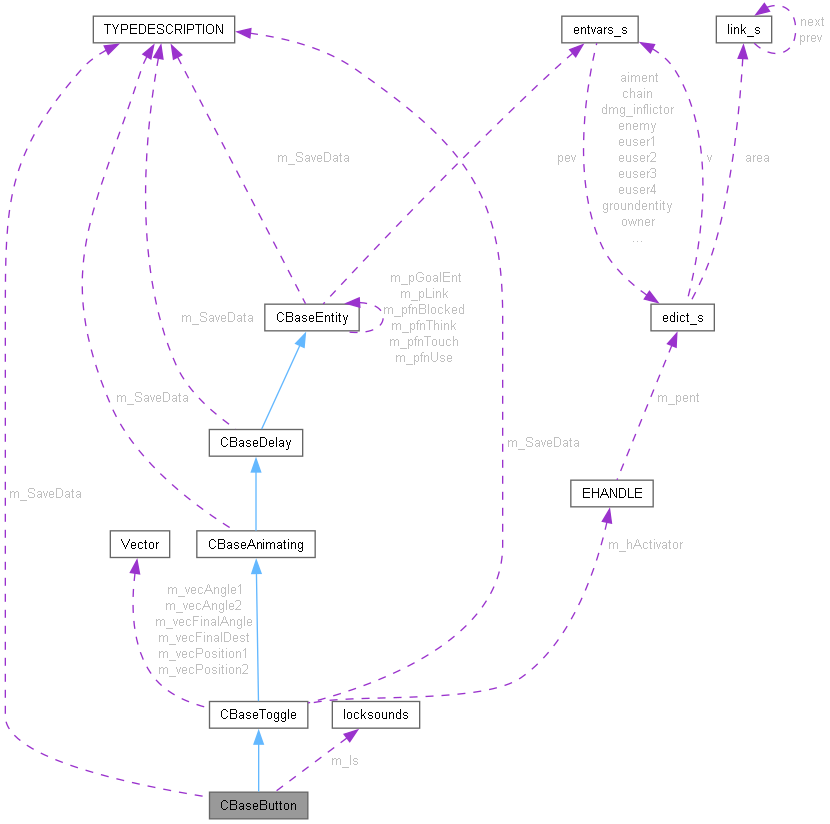 TYPEDESCRIPTION
entvars_s
link_s
next
prev
aiment
chain
dmg_inflictor
enemy
euser1
euser2
euser3
euser4
groundentity
owner
...
pev
v
area
m_SaveData
m_pGoalEnt
m_pLink
m_pfnBlocked
m_pfnThink
m_pfnTouch
m_pfnUse
CBaseEntity
edict_s
m_SaveData
m_SaveData
m_pent
CBaseDelay
m_SaveData
m_SaveData
EHANDLE
Vector
CBaseAnimating
m_hActivator
m_vecAngle1
m_vecAngle2
m_vecFinalAngle
m_vecFinalDest
m_vecPosition1
m_vecPosition2
CBaseToggle
locksounds
m_ls
CBaseButton